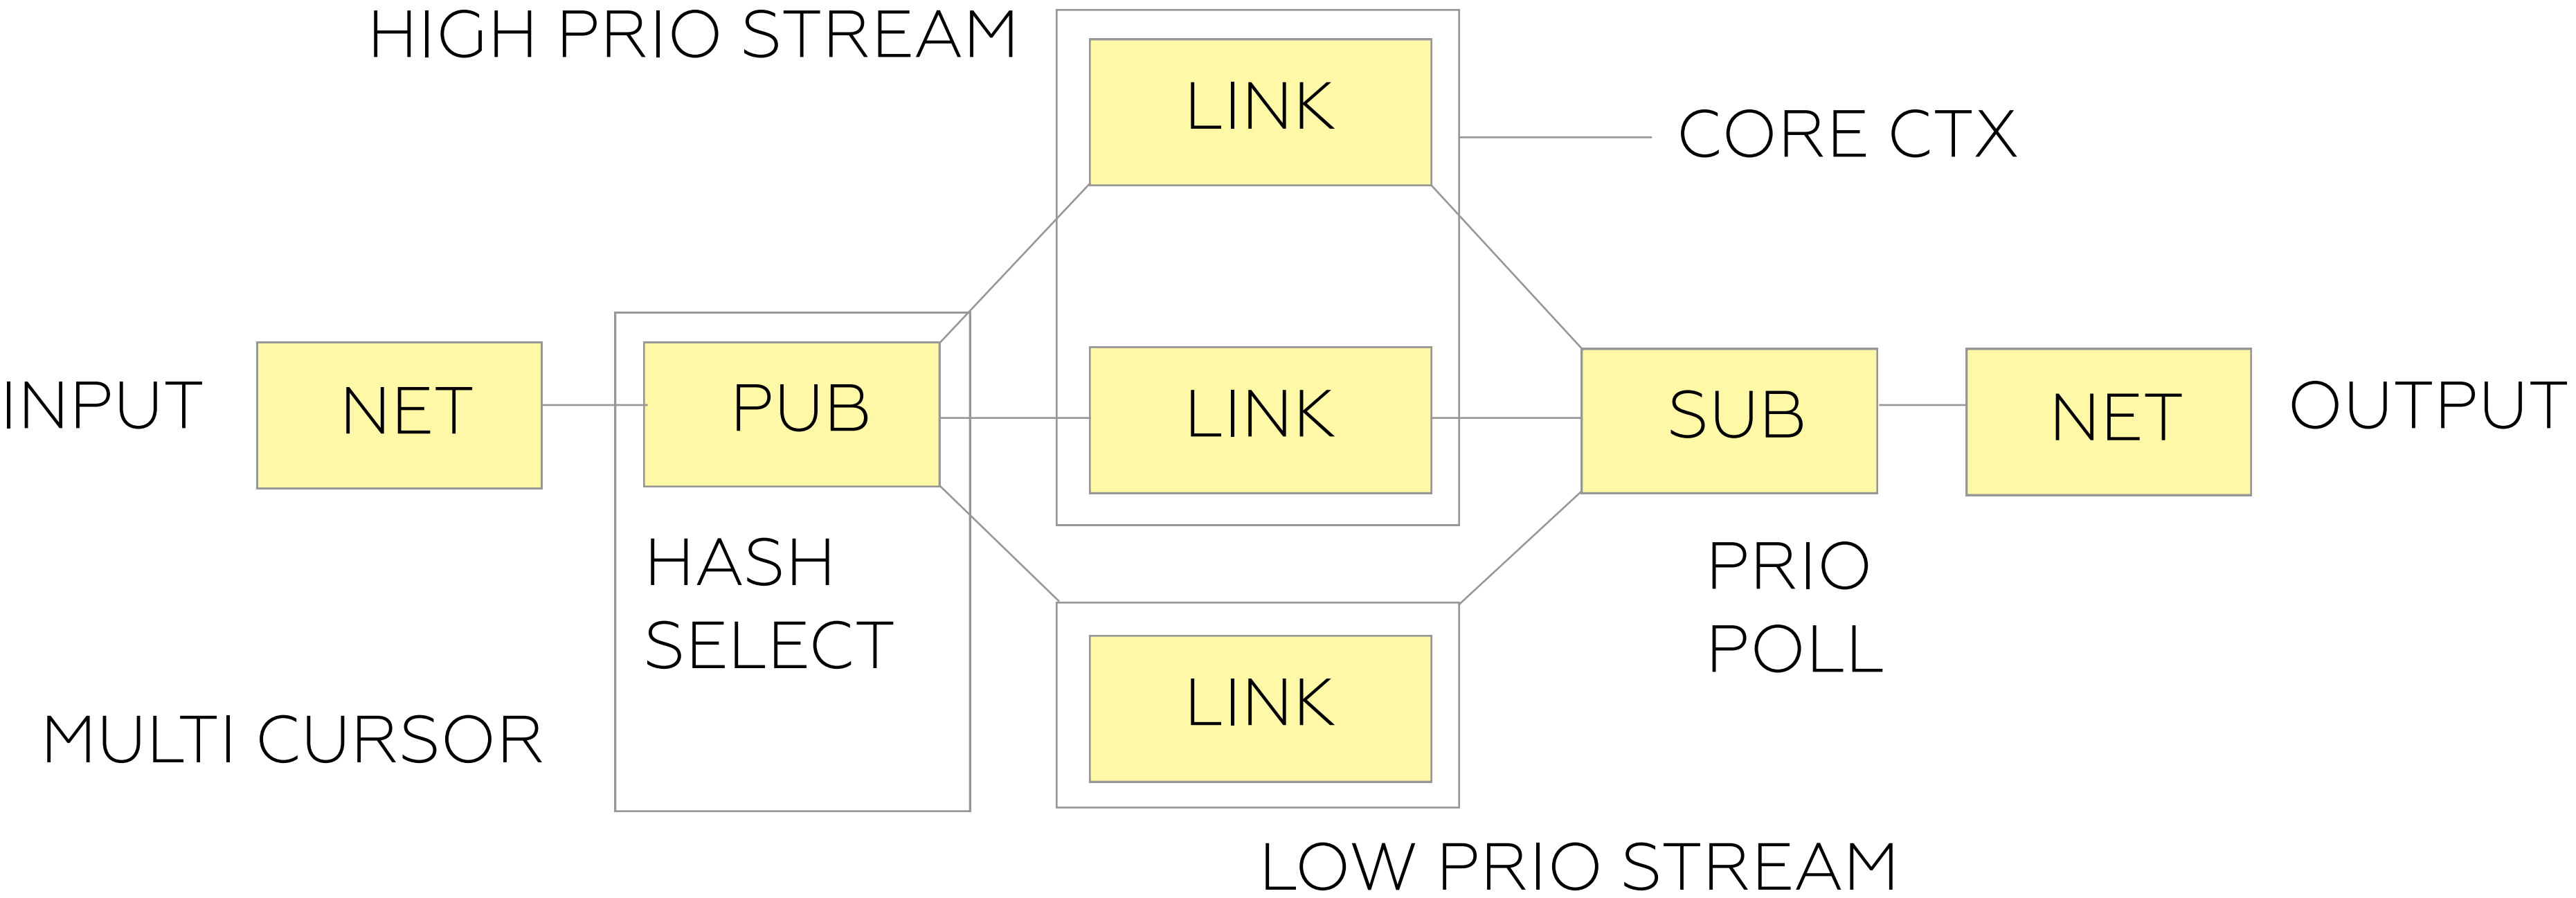 HIGH PRIO STREAM
LINK
CORE CTX
INPUT
NET
PUB
LINK
SUB
NET
OUTPUT
HASH
SELECT
PRIO
POLL
MULTI CURSOR
LINK
LOW PRIO STREAM